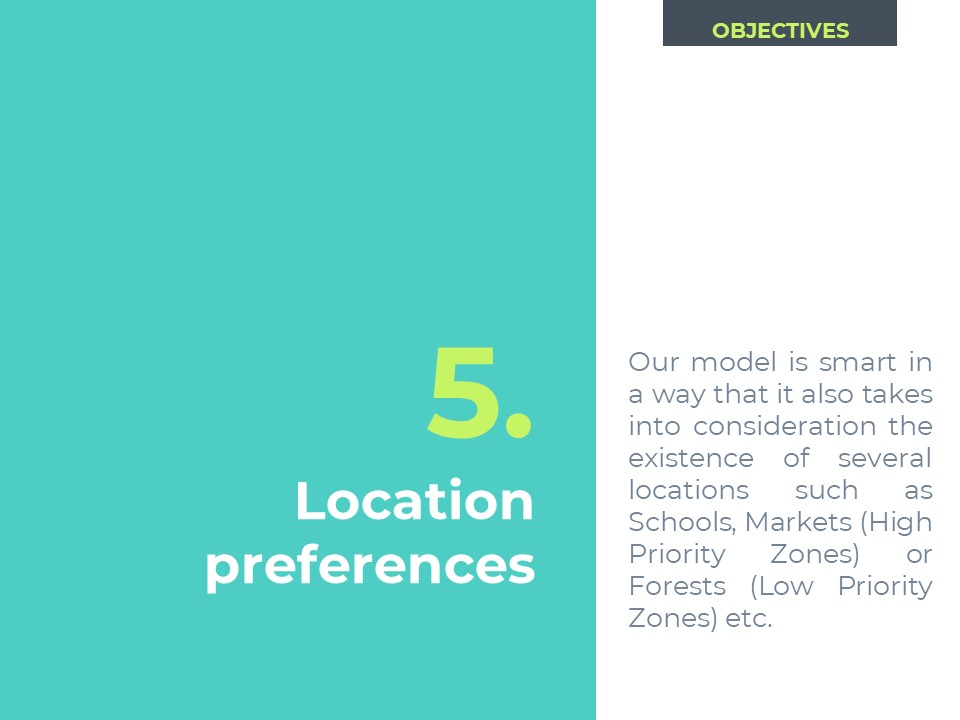 OBJECTIVES
5.
Location
preferences
Our model is smart in
a way that it also takes
into consideration the
existence of several
locations such as
Schools, Markets (High
Priority Zones) or
Forests (Low Priority
Zones) etc.